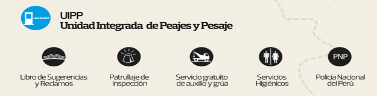 UIPP
Unidad Integrada de Peajes y Pesaje
PNP
Libro de Sugerencias
y Reclamos
Patrullaje de
inspección
Servicio gratuito
de auxilio y grúa
Servicios
Higiénicos
Policía Nacional
del Perú